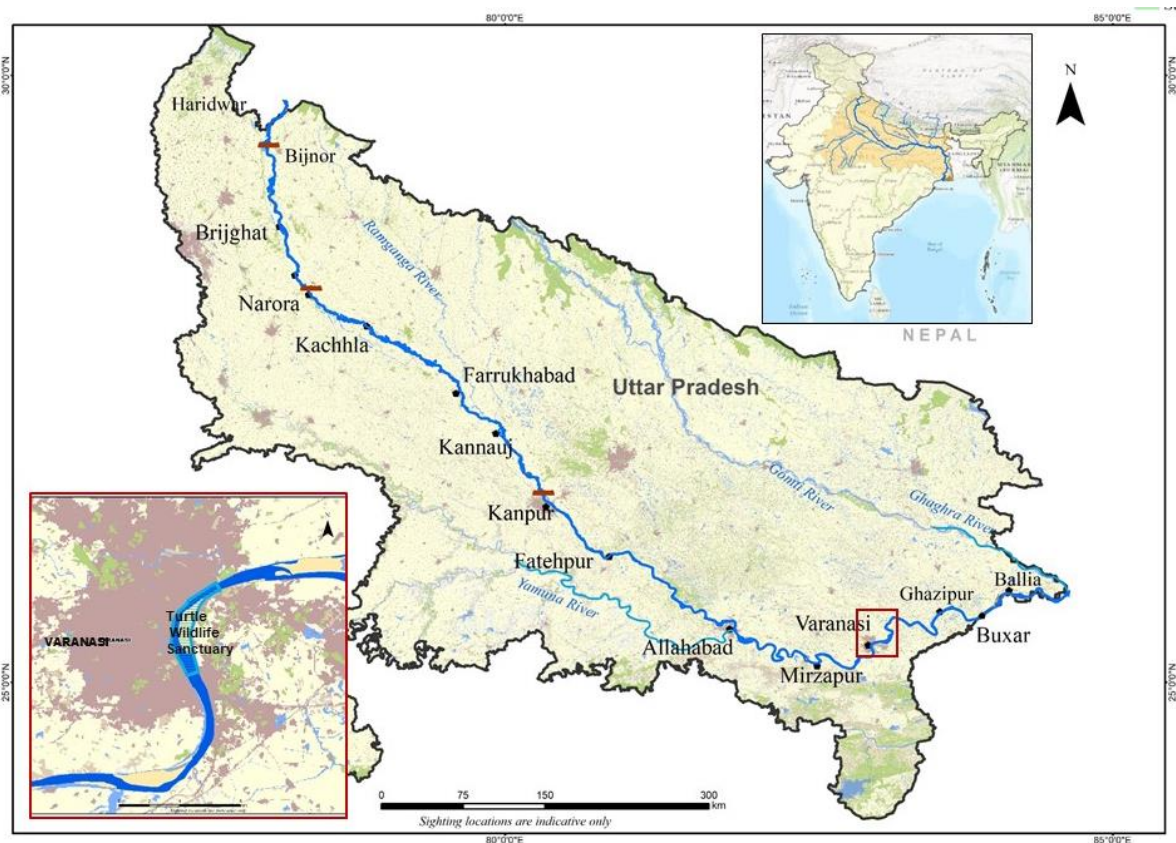 80°0'0"E
85°0'0"E
30°0'0"N
30°0'0"N
N
NEPAL
Haridwar
Bijnor
Brijghat
Ramganga River
Narora
Kachhla
Farrukhabad
Uttar Pradesh
Kannauj
Kanpur
Gomti River
Ghaghra River
Fatehpur
Yamuna River
Ballia
Ghazipur
Varanasi
Allahabad
Buxar
Mirzapur
Turtle
Wildlife
Sanctuary
VARANASI
25°0'0"N
25°0'0"N
0 75 150 300
km
Sighting locations are indicative only
80°0'0"E
85°0'0"E